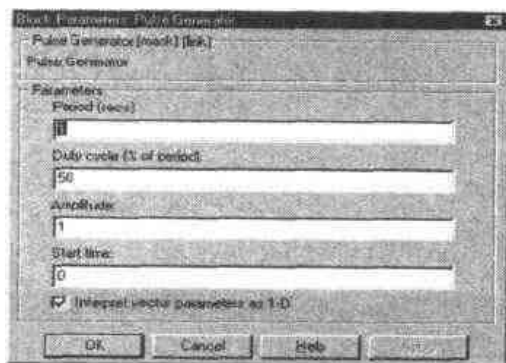 Block Parameters: Pulse Generator
Pulse Generator (mask) (link)
Pulse Generator
Parameters
Period (secs):
1
Duty cycle (% of period):
50
Amplitude:
1
Start time:
0
Interpret vector parameters as 1-D
OK Cancel Help